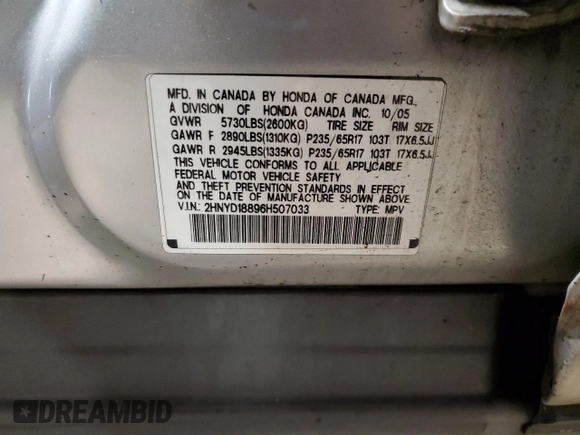 MFD. IN CANADA BY HONDA OF CANADA MFG.,
A DIVISION OF HONDA CANADA INC. 10/05
GVWR 5730LBS(2600KG) TIRE SIZE RIM SIZE
GAWR F 2890LBS(1310KG) P235/65R17 103T 17X6.5JJ
GAWR R 2945LBS(1335KG) P235/65R17 103T 17X6.5JJ
THIS VEHICLE CONFORMS TO ALL APPLICABLE
FEDERAL MOTOR VEHICLE SAFETY
AND THEFT PREVENTION STANDARDS IN EFFECT
ON THE DATE OF MANUFACTURE SHOWN ABOVE.
V.I.N.: 2HNYD18896H507033 TYPE: MPV
DREAMBID